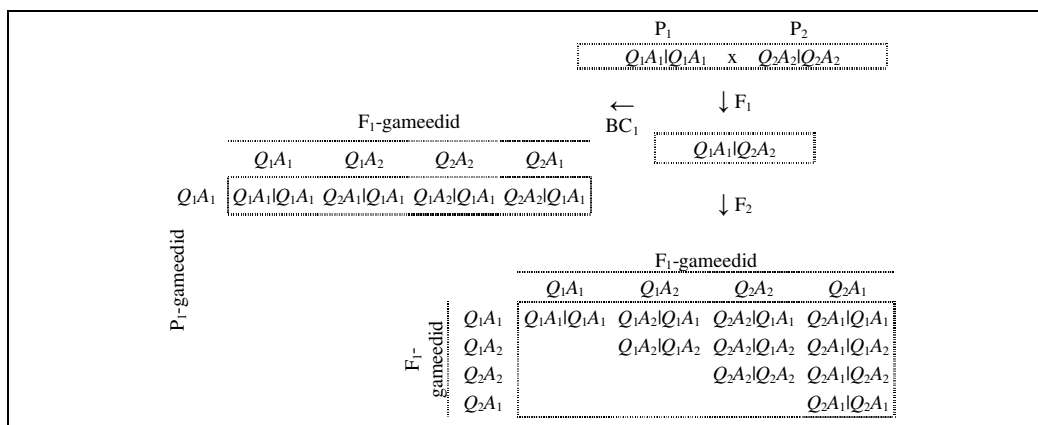 P₁ P₂
Q₁A₁|Q₁A₁ x Q₂A₂|Q₂A₂
← ↓ F₁
BC₁
Q₁A₁|Q₂A₂
F₁-gameedid
Q₁A₁ Q₁A₂ Q₂A₂ Q₂A₁
Q₁A₁ Q₁A₁|Q₁A₁ Q₂A₁|Q₁A₁ Q₁A₂|Q₁A₁ Q₂A₂|Q₁A₁
P₁-gameedid
↓ F₂
F₁-gameedid
Q₁A₁ Q₁A₂ Q₂A₂ Q₂A₁
F₁-
gameedid
Q₁A₁ Q₁A₁|Q₁A₁ Q₁A₂|Q₁A₁ Q₂A₂|Q₁A₁ Q₂A₁|Q₁A₁
Q₁A₂ Q₁A₂|Q₁A₂ Q₂A₂|Q₁A₂ Q₂A₁|Q₁A₂
Q₂A₂ Q₂A₂|Q₂A₂ Q₂A₁|Q₂A₂
Q₂A₁ Q₂A₁|Q₂A₁